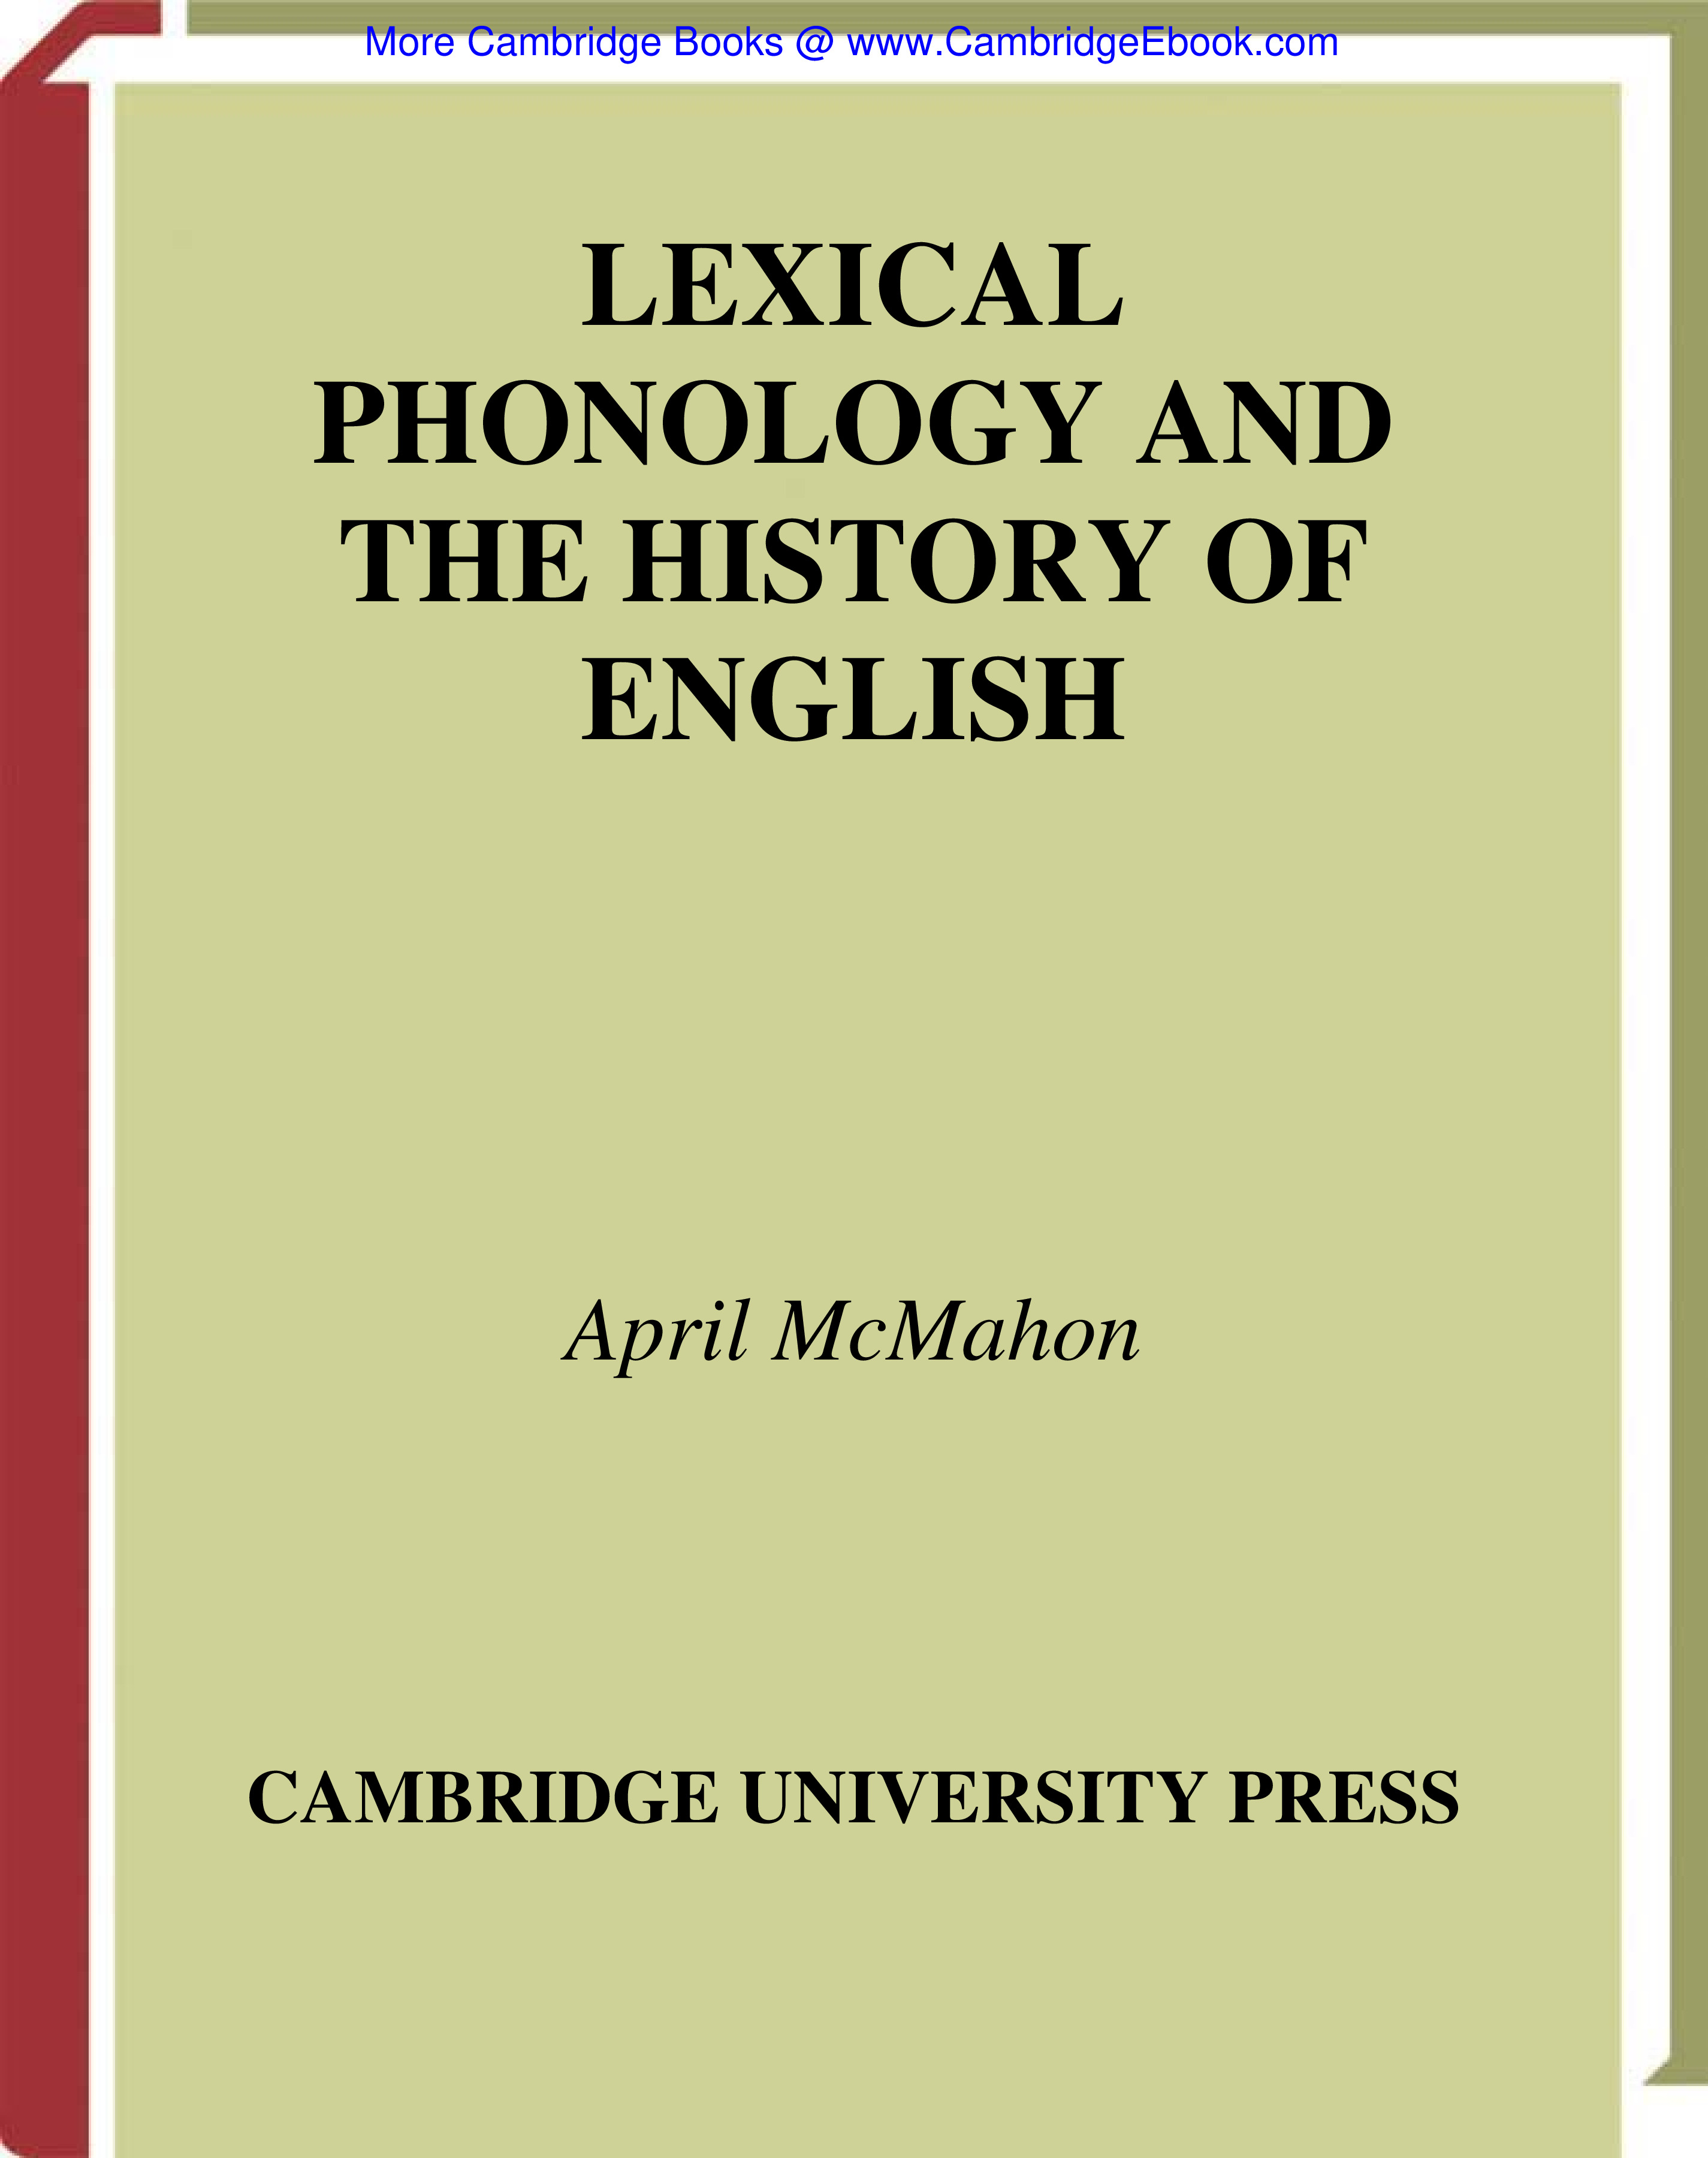 More Cambridge Books @ www.CambridgeEbook.com
LEXICAL
PHONOLOGY AND
THE HISTORY OF
ENGLISH
April McMahon
CAMBRIDGE UNIVERSITY PRESS